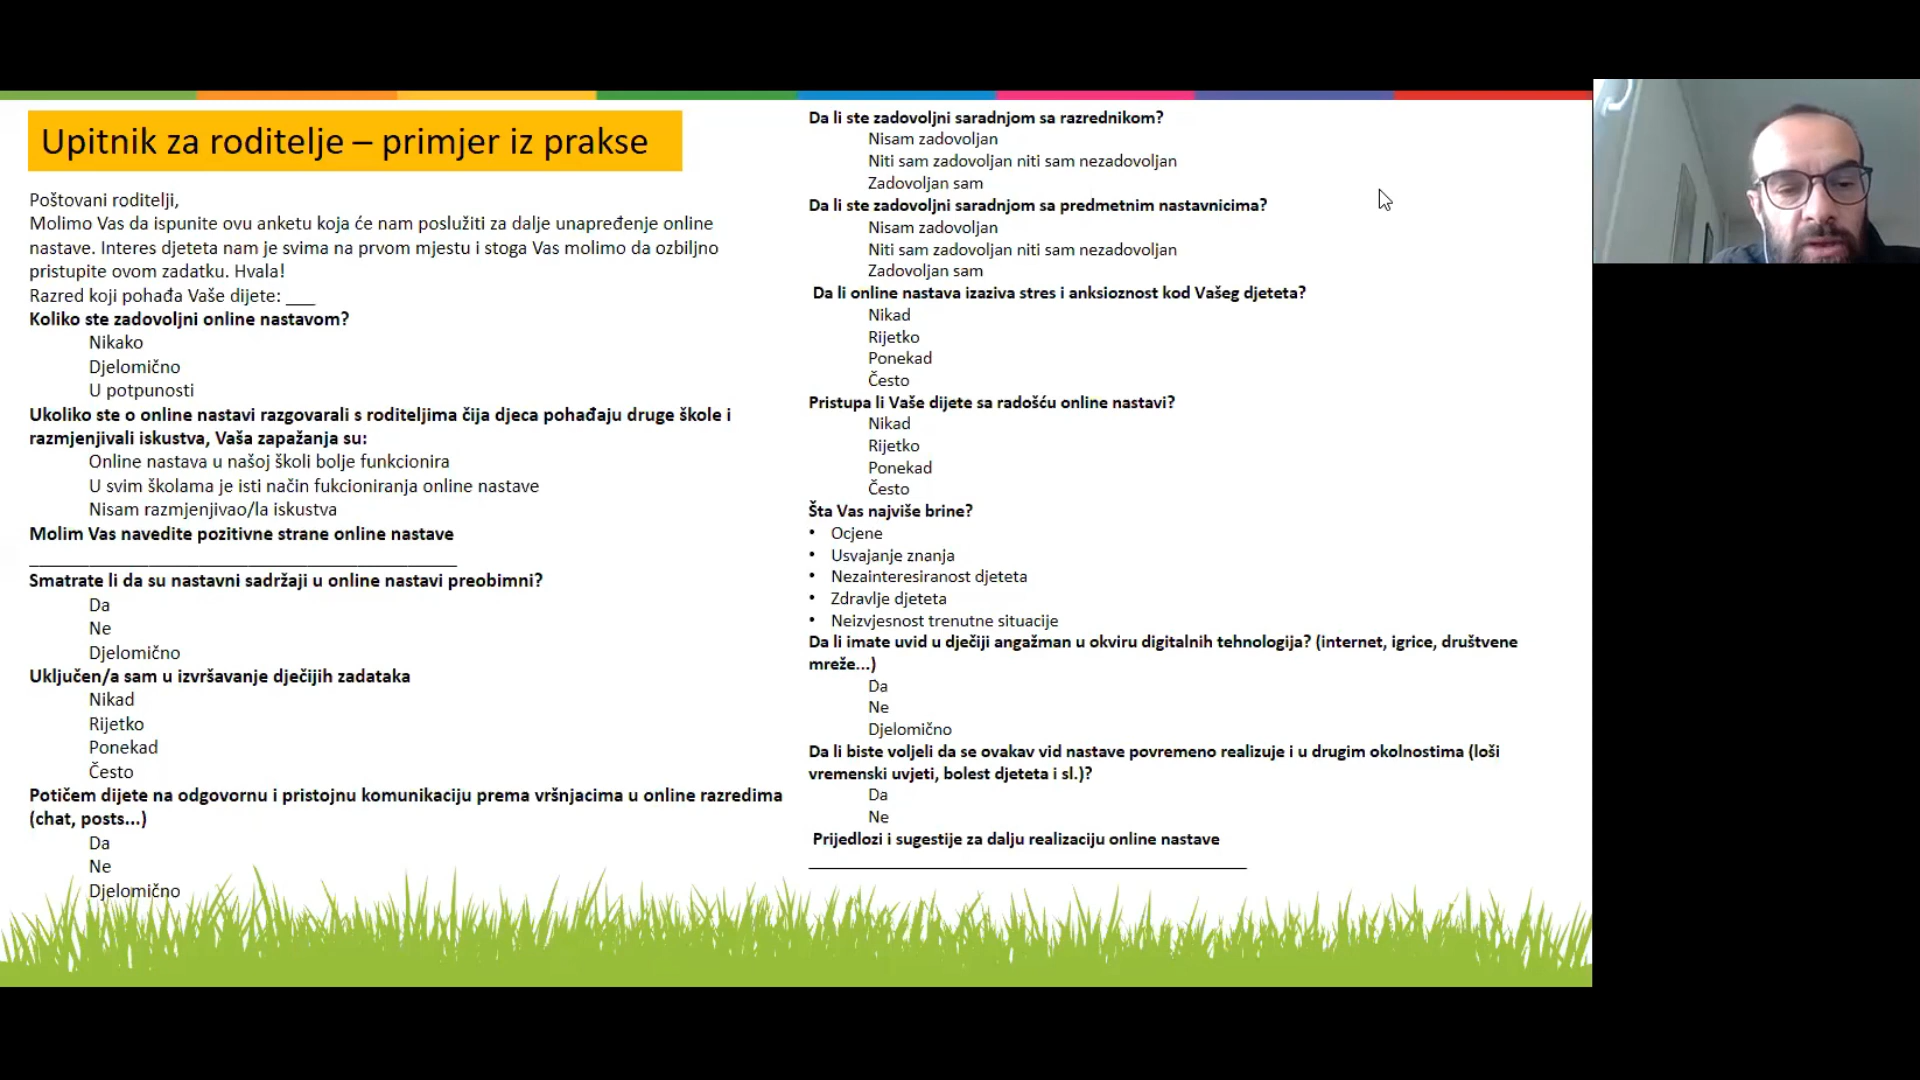 Upitnik za roditelje – primjer iz prakse
Poštovani roditelji,
Molimo Vas da ispunite ovu anketu koja će nam poslužiti za dalje unapređenje online
nastave. Interes djeteta nam je svima na prvom mjestu i stoga Vas molimo da ozbiljno
pristupite ovom zadatku. Hvala!
Razred koji pohađa Vaše dijete: ___
Koliko ste zadovoljni online nastavom?
Nikako
Djelomično
U potpunosti
Ukoliko ste o online nastavi razgovarali s roditeljima čija djeca pohađaju druge škole i
razmjenjivali iskustva, Vaša zapažanja su:
Online nastava u našoj školi bolje funkcionira
U svim školama je isti način fukcioniranja online nastave
Nisam razmjenjivao/la iskustva
Molim Vas navedite pozitivne strane online nastave
Smatrate li da su nastavni sadržaji u online nastavi preobimni?
Da
Ne
Djelomično
Uključen/a sam u izvršavanje dječijih zadataka
Nikad
Rijetko
Ponekad
Često
Potičem dijete na odgovornu i pristojnu komunikaciju prema vršnjacima u online razredima
(chat, posts...)
Da
Ne
Djelomično
Da li ste zadovoljni saradnjom sa razrednikom?
Nisam zadovoljan
Niti sam zadovoljan niti sam nezadovoljan
Zadovoljan sam
Da li ste zadovoljni saradnjom sa predmetnim nastavnicima?
Nisam zadovoljan
Niti sam zadovoljan niti sam nezadovoljan
Zadovoljan sam
Da li online nastava izaziva stres i anksioznost kod Vašeg djeteta?
Nikad
Rijetko
Ponekad
Često
Pristupa li Vaše dijete sa radošću online nastavi?
Nikad
Rijetko
Ponekad
Često
Šta Vas najviše brine?
• Ocjene
• Usvajanje znanja
• Nezainteresiranost djeteta
• Zdravlje djeteta
• Neizvjesnost trenutne situacije
Da li imate uvid u dječiji angažman u okviru digitalnih tehnologija? (internet, igrice, društvene
mreže...)
Da
Ne
Djelomično
Da li biste voljeli da se ovakav vid nastave povremeno realizuje i u drugim okolnostima (loši
vremenski uvjeti, bolest djeteta i sl.)?
Da
Ne
Prijedlozi i sugestije za dalju realizaciju online nastave